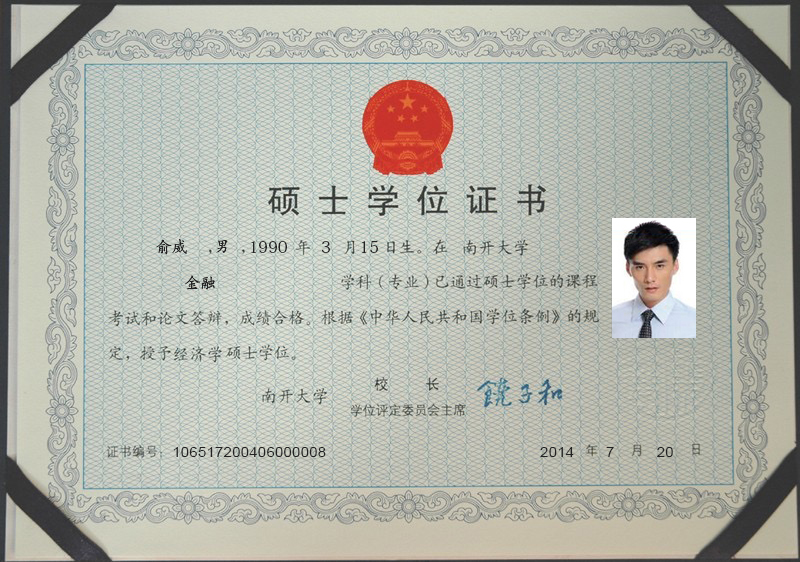 硕士学位证书
俞威 ,男 ,1990 年 3 月15日生。在 南开大学
金融 学科（专业）已通过硕士学位的课程
考试和论文答辩，成绩合格。根据《中华人民共和国学位条例》的规
定，授予经济学硕士学位。
南开大学 校 长 饶子和
学位评定委员会主席
证书编号： 106517200406000008 2014 年 7 月 20 日